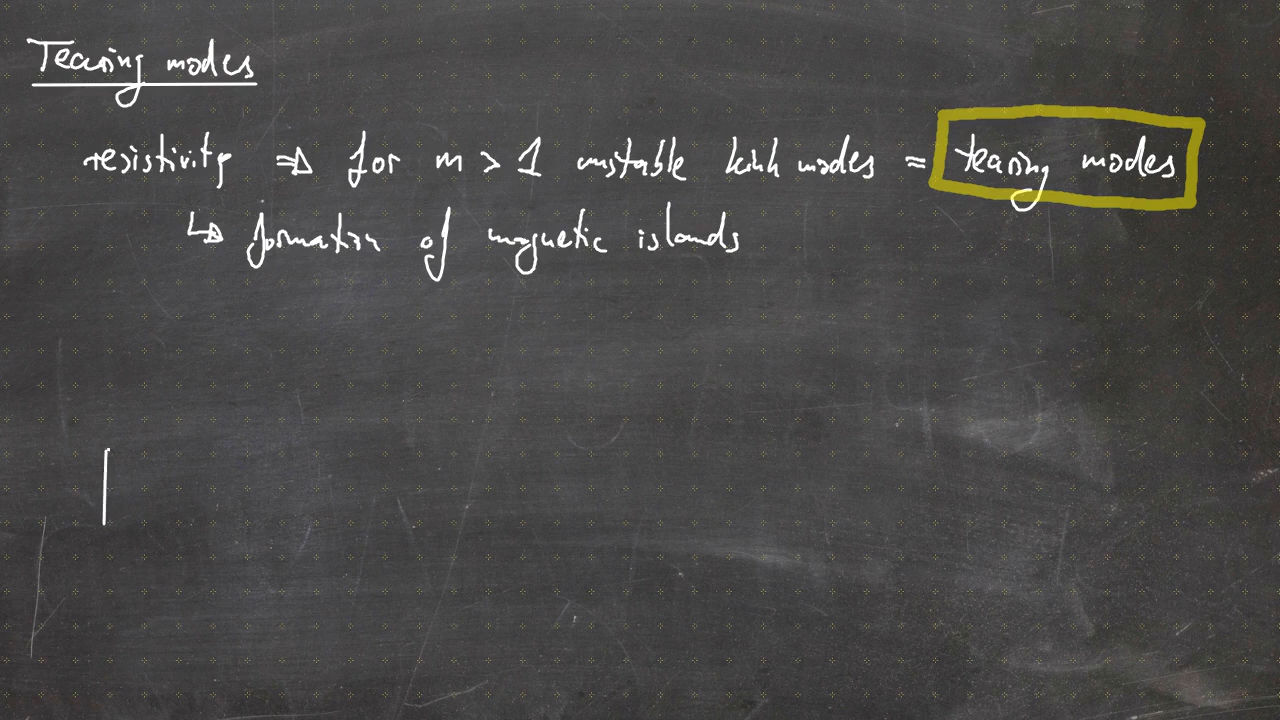 Tearing modes
resistivity ⇒ for m > 1 unstable kink modes = tearing modes
↳ formation of magnetic islands